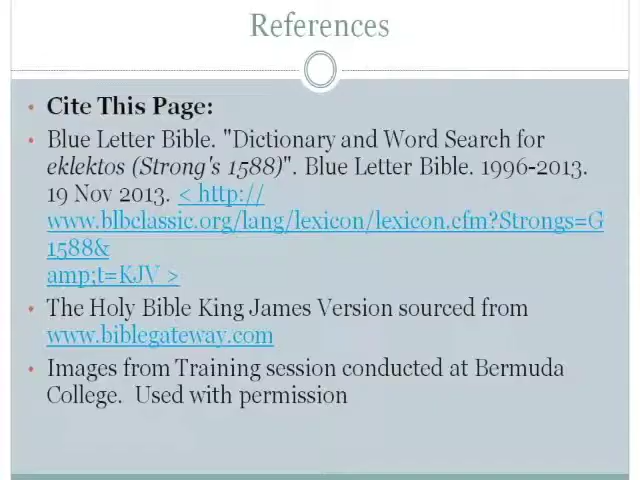 References
• Cite This Page:
• Blue Letter Bible. "Dictionary and Word Search for
eklektos (Strong's 1588)". Blue Letter Bible. 1996-2013.
19 Nov 2013. < http://
www.blbclassic.org/lang/lexicon/lexicon.cfm?Strongs=G
1588&
amp;t=KJV >
• The Holy Bible King James Version sourced from
www.biblegateway.com
• Images from Training session conducted at Bermuda
College. Used with permission